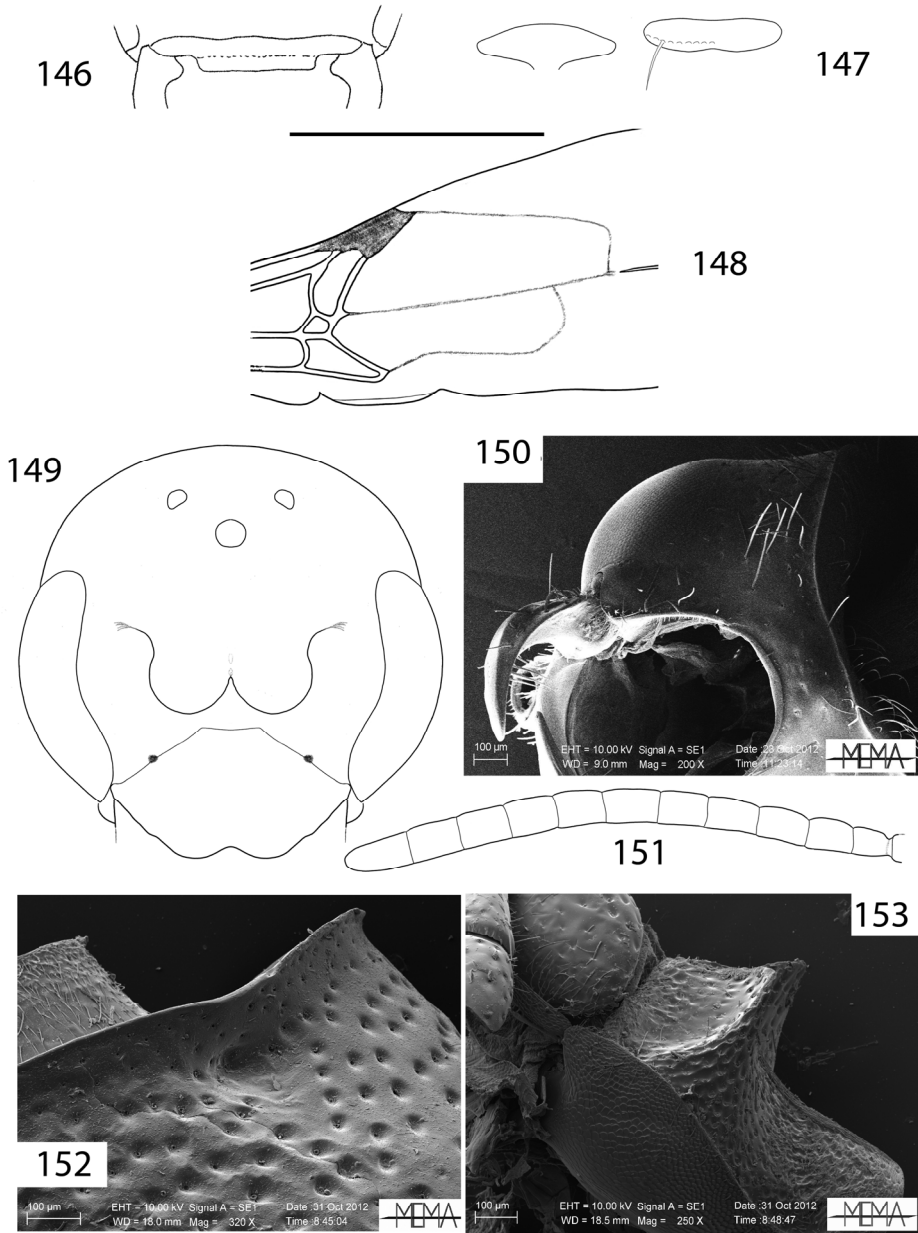 146
147
148
149
150
100 µm
EHT = 10.00 kV Signal A = SE1 Date :23 Oct 2012
WD = 9.0 mm Mag = 200 X Time :11:23:14
MEMA
151
152
100 µm
EHT = 10.00 kV Signal A = SE1 Date :31 Oct 2012
WD = 18.0 mm Mag = 320 X Time :8:45:04
MEMA
153
100 µm
EHT = 10.00 kV Signal A = SE1 Date :31 Oct 2012
WD = 18.5 mm Mag = 250 X Time :8:48:47
MEMA